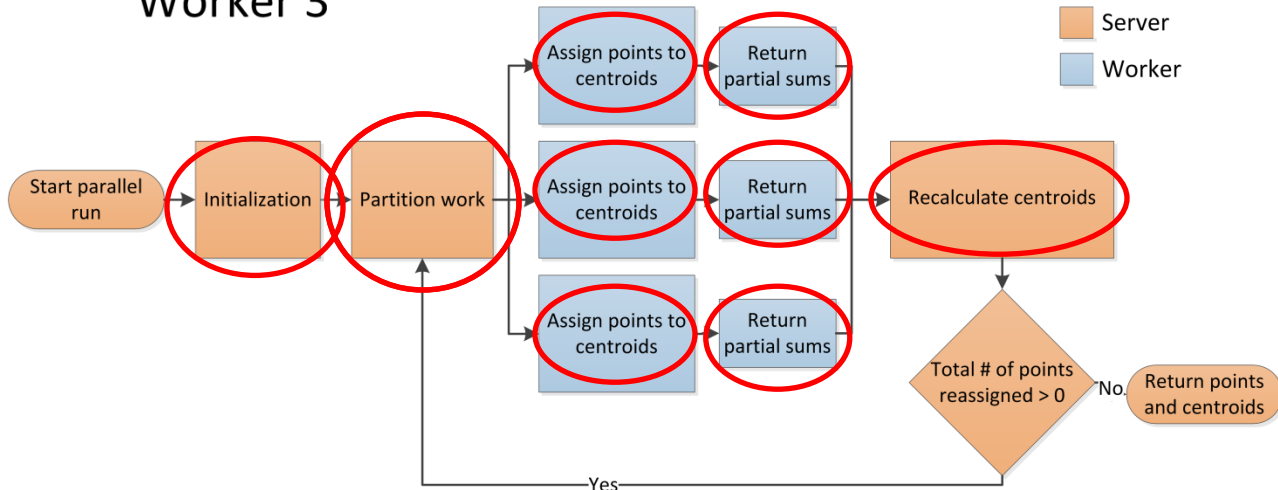 Worker 3
Server
Worker
Start parallel
run
Initialization
Partition work
Assign points to
centroids
Return
partial sums
Assign points to
centroids
Return
partial sums
Assign points to
centroids
Return
partial sums
Recalculate centroids
Total # of points
reassigned > 0
No
Return points
and centroids
Yes